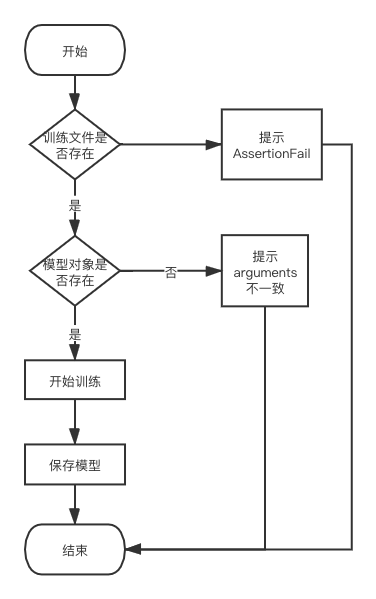 开始
训练文件是
否存在
提示
AssertionFail
是
模型对象是
否存在
否
提示
arguments
不一致
是
开始训练
保存模型
结束